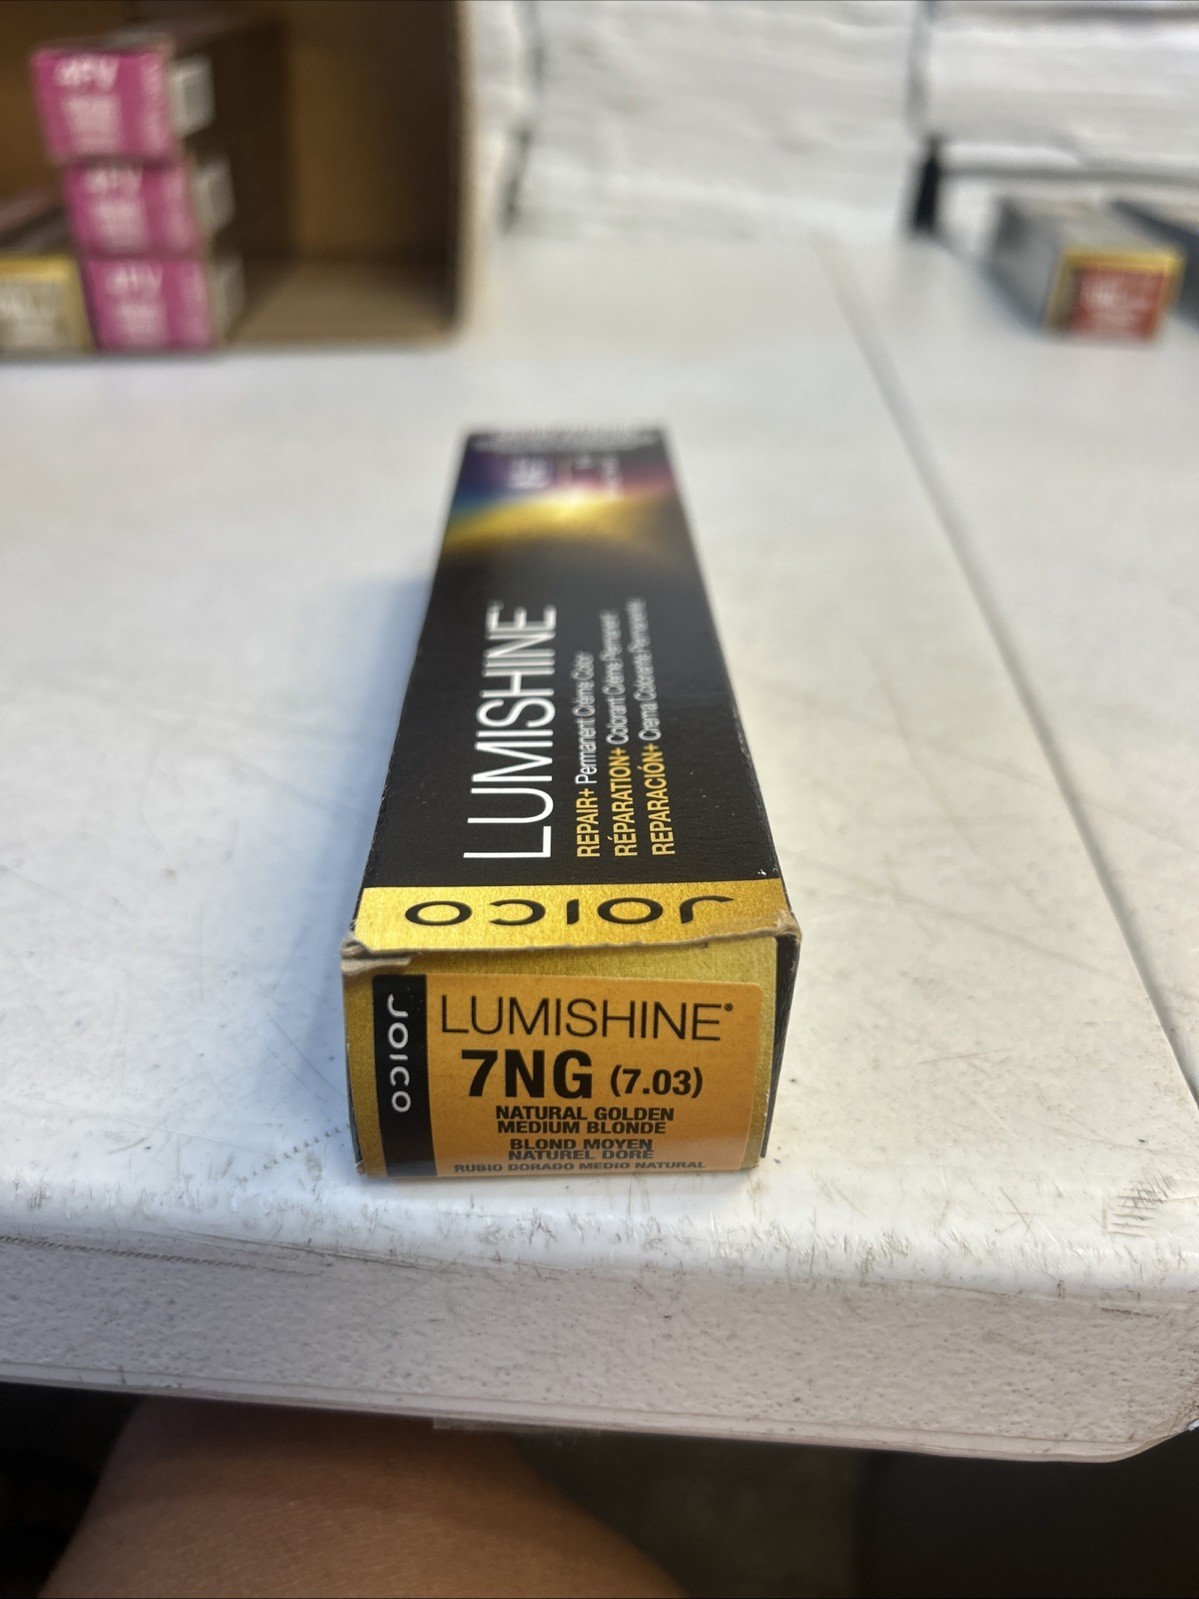 LUMISHINE
REPAIR+ Permanent Crème Color
RÉPARATION+ Colorant Crème Permanent
REPARACIÓN+ Crema Colorante Permanente
JOICO
JOICO
LUMISHINE®
7NG (7.03)
NATURAL GOLDEN
MEDIUM BLONDE
BLOND MOYEN
NATUREL DORÉ
RUBIO DORADO MEDIO NATURAL